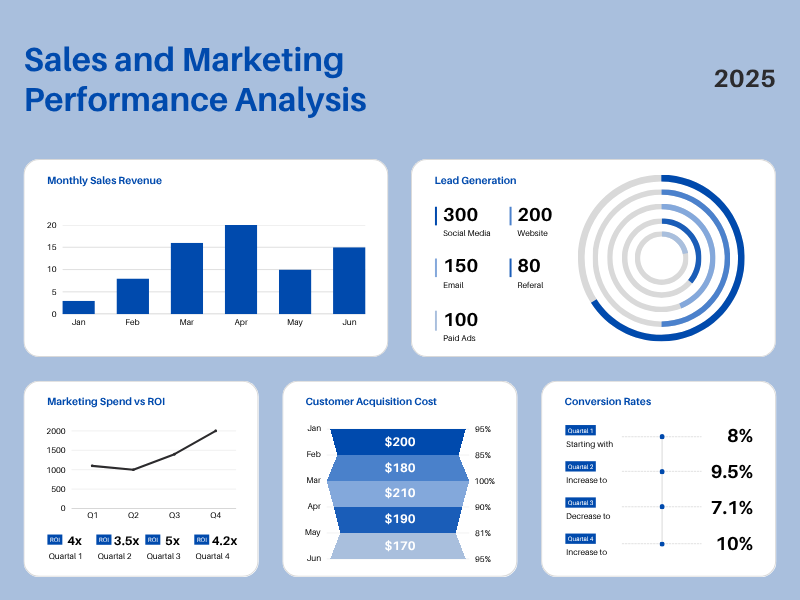 Sales and Marketing
Performance Analysis
2025
Monthly Sales Revenue
20
15
10
5
0
Jan Feb Mar Apr May Jun
Lead Generation
300 200
Social Media Website
150 80
Email Referal
100
Paid Ads
Marketing Spend vs ROI
2000
1500
1000
500
0
Q1 Q2 Q3 Q4
ROI 4x ROI 3.5x ROI 5x ROI 4.2x
Quartal 1 Quartal 2 Quartal 3 Quartal 4
Customer Acquisition Cost
Jan 95%
$200
Feb 85%
$180
Mar 100%
$210
Apr 90%
$190
May 81%
$170
Jun 95%
Conversion Rates
Quartal 1
Starting with 8%
Quartal 2
Increase to 9.5%
Quartal 3
Decrease to 7.1%
Quartal 4
Increase to 10%